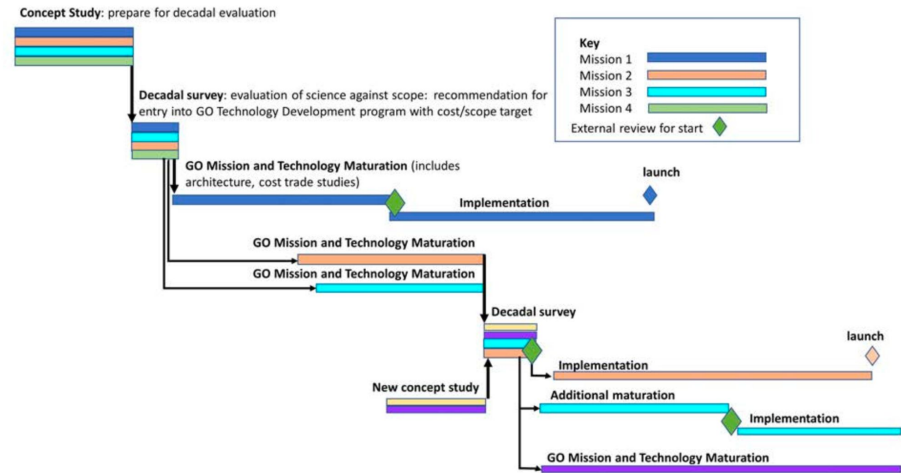 Concept Study: prepare for decadal evaluation
Key
Mission 1
Mission 2
Mission 3
Mission 4
External review for start
Decadal survey: evaluation of science against scope: recommendation for
entry into GO Technology Development program with cost/scope target
GO Mission and Technology Maturation (includes
architecture, cost trade studies)
launch
Implementation
GO Mission and Technology Maturation
GO Mission and Technology Maturation
Decadal survey
launch
Implementation
New concept study
Additional maturation
Implementation
GO Mission and Technology Maturation